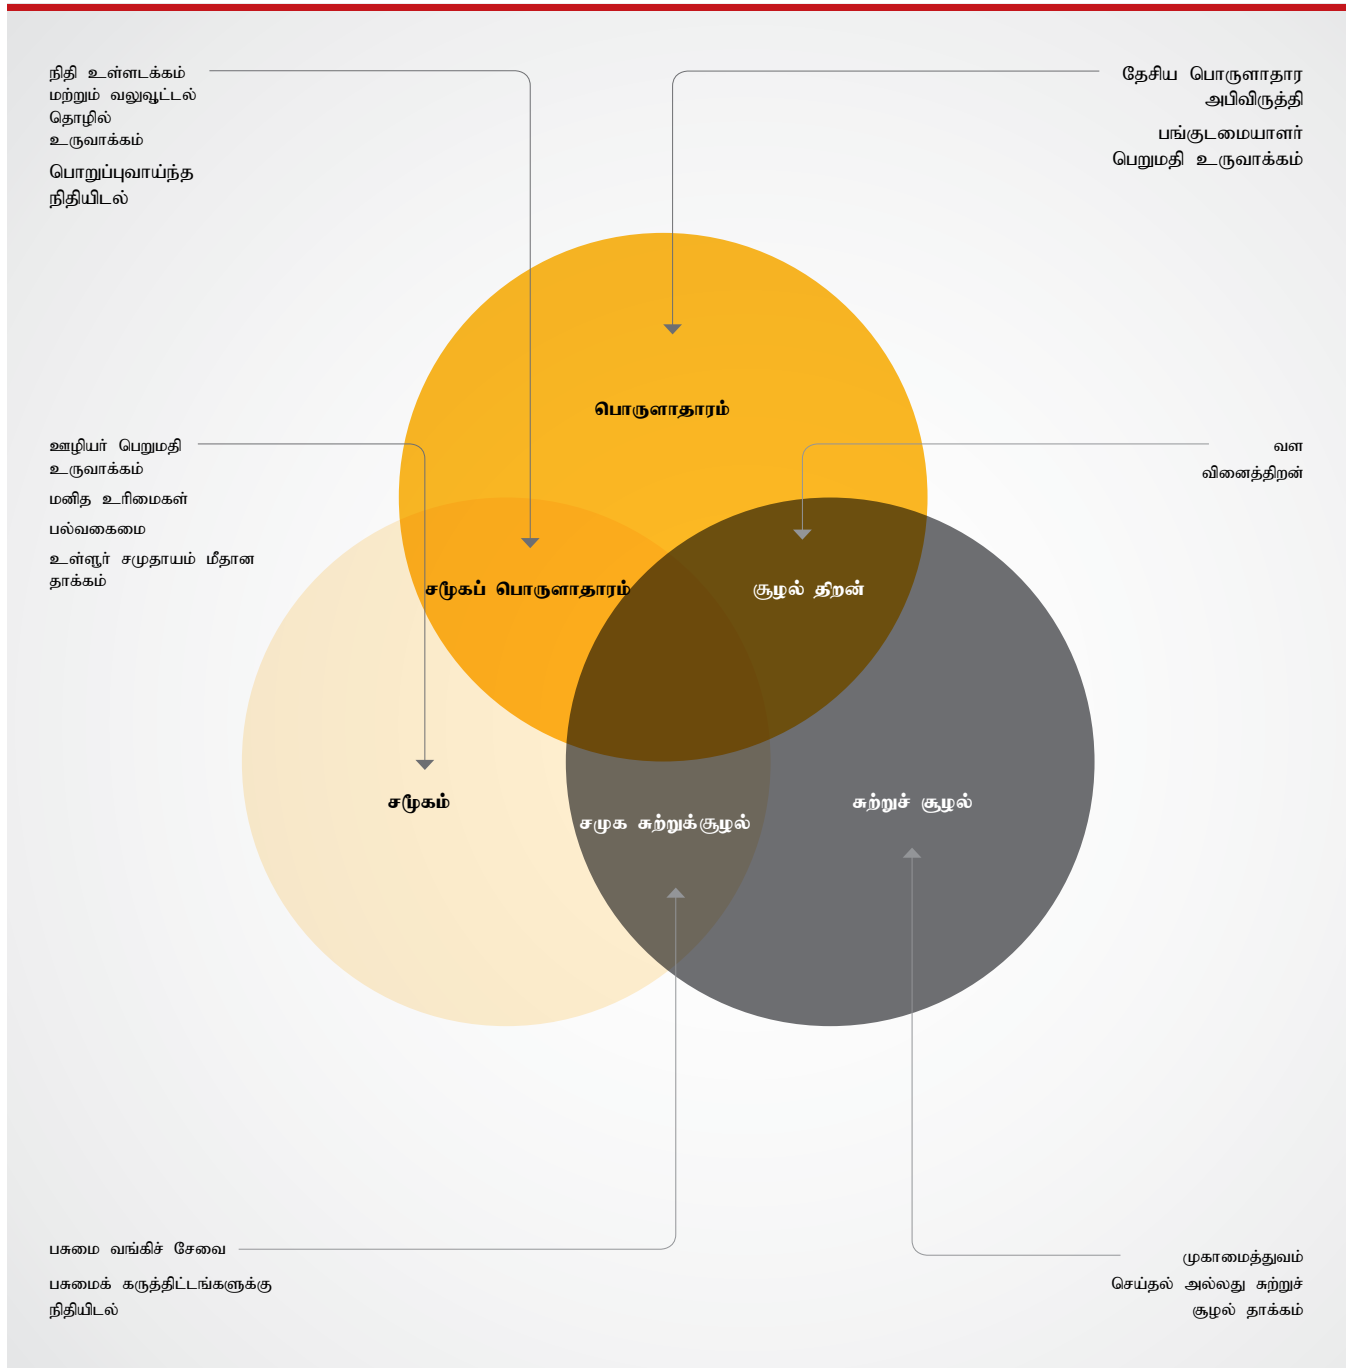 நிதி உள்ளடக்கம்
மற்றும் வலுவூட்டல்
தொழில்
உருவாக்கம்
பொறுப்புவாய்ந்த
நிதியிடல்
தேசிய பொருளாதார
அபிவிருத்தி
பங்குடமையாளர்
பெறுமதி உருவாக்கம்
பொருளாதாரம்
ஊழியர் பெறுமதி
உருவாக்கம்
மனித உரிமைகள்
பல்வகைமை
உள்ளூர் சமுதாயம் மீதான
தாக்கம்
வள
வினைத்திறன்
சமூகப் பொருளாதாரம்
சூழல் திறன்
சமூகம்
சமுக சுற்றுக்சூழல்
சுற்றுச் சூழல்
பசுமை வங்கிச் சேவை
பசுமைக் கருத்திட்டங்களுக்கு
நிதியிடல்
முகாமைத்துவம்
செய்தல் அல்லது சுற்றுச்
சூழல் தாக்கம்